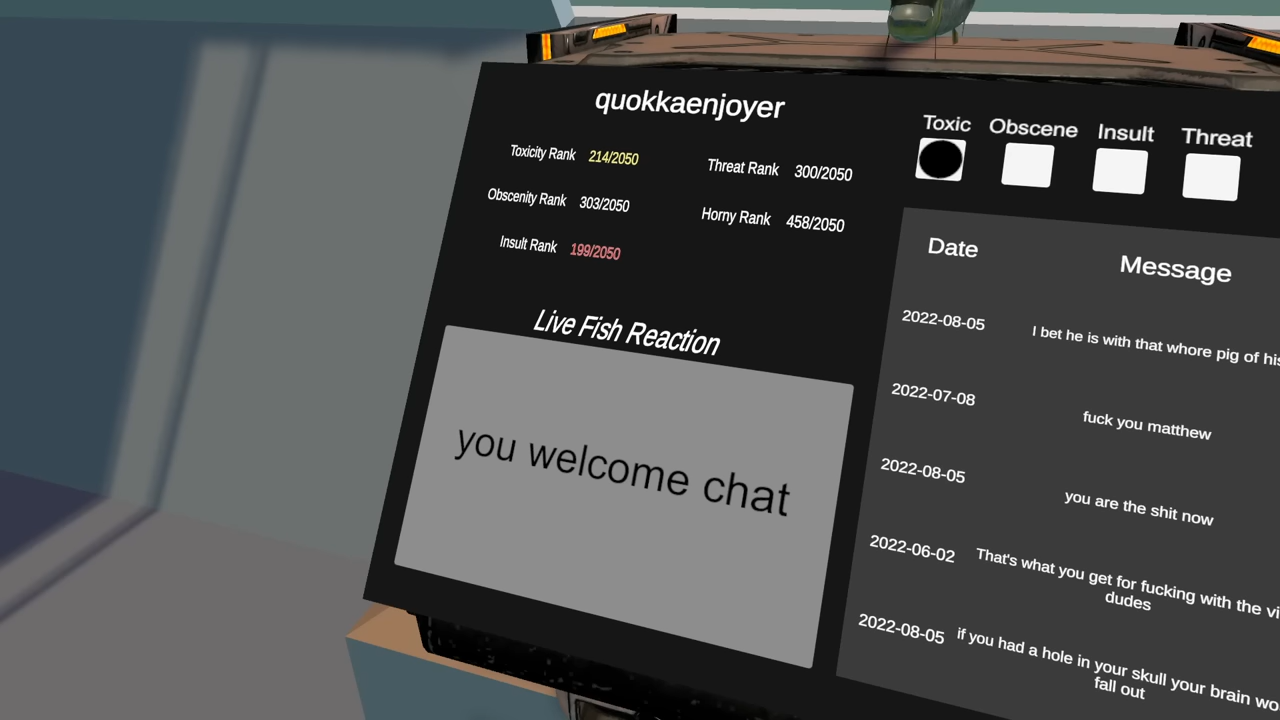 quokkaenjoyer
Toxicity Rank 214/2050
Threat Rank 300/2050
Obscenity Rank 303/2050
Horny Rank 458/2050
Insult Rank 199/2050
Live Fish Reaction
you welcome chat
Toxic Obscene Insult Threat
Date Message
2022-08-05 I bet he is with that whore pig of
2022-07-08 fuck you matthew
2022-08-05 you are the shit now
2022-06-02 That's what you get for fucking with the
dudes
2022-08-05 if you had a hole in your skull your brain
fall out